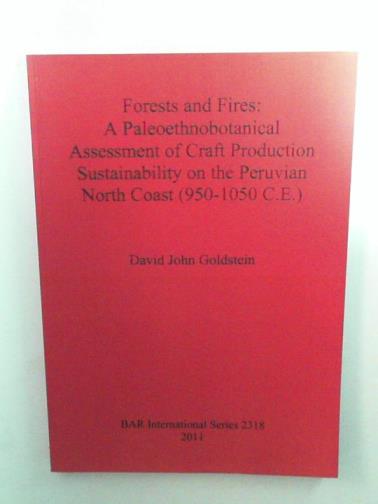 Forests and Fires:
A Paleoethnobotanical
Assessment of Craft Production
Sustainability on the Peruvian
North Coast (950-1050 C.E.)
David John Goldstein
BAR International Series 2318
2011